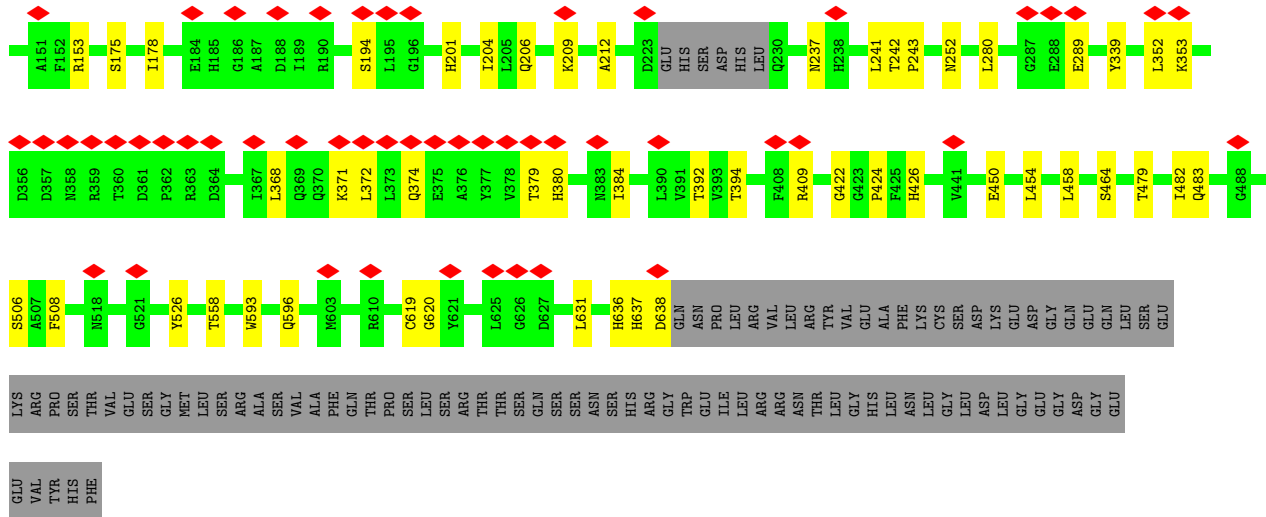 A151 F152 R153 S175 I178 E184 H185 G186 A187 D188 I189 R190 S194 L195 G196 H201 I204 L205 Q206 K209 A212 D223 GLU HIS SER ASP HIS LEU Q230 N237 H238 L241 T242 P243 N252 L280 G287 E288 E289 Y339 L352 K353
D356 D357 N358 R359 T360 D361 P362 R363 D364 I367 L368 Q369 Q370 K371 L372 L373 Q374 E375 A376 Y377 V378 T379 H380 N383 I384 L390 V391 T392 V393 T394 F408 R409 G422 G423 P424 F425 H426 V441 E450 L454 L458 S464 T479 I482 Q483 G488
S506 A507 F508 N518 G521 Y526 T558 W593 Q596 M603 R610 C619 G620 Y621 L625 G626 D627 L631 H636 H637 D638 GLN ASN PRO LEU ARG VAL LEU ARG TYR VAL GLU ALA PHE LYS CYS SER ASP LYS GLU ASP GLY GLN GLU GLN LEU SER GLU
LYS ARG PRO SER THR VAL GLU SER GLY MET LEU SER ARG ALA SER VAL ALA PHE GLN THR PRO SER LEU SER ARG THR THR SER GLN SER SER ASN SER HIS ARG GLY TRP GLU ILE LEU ARG ARG ASN THR LEU GLY HIS LEU ASN LEU GLY LEU ASP LEU GLY GLU GLY ASP GLY GLU
GLU VAL TYR HIS PHE